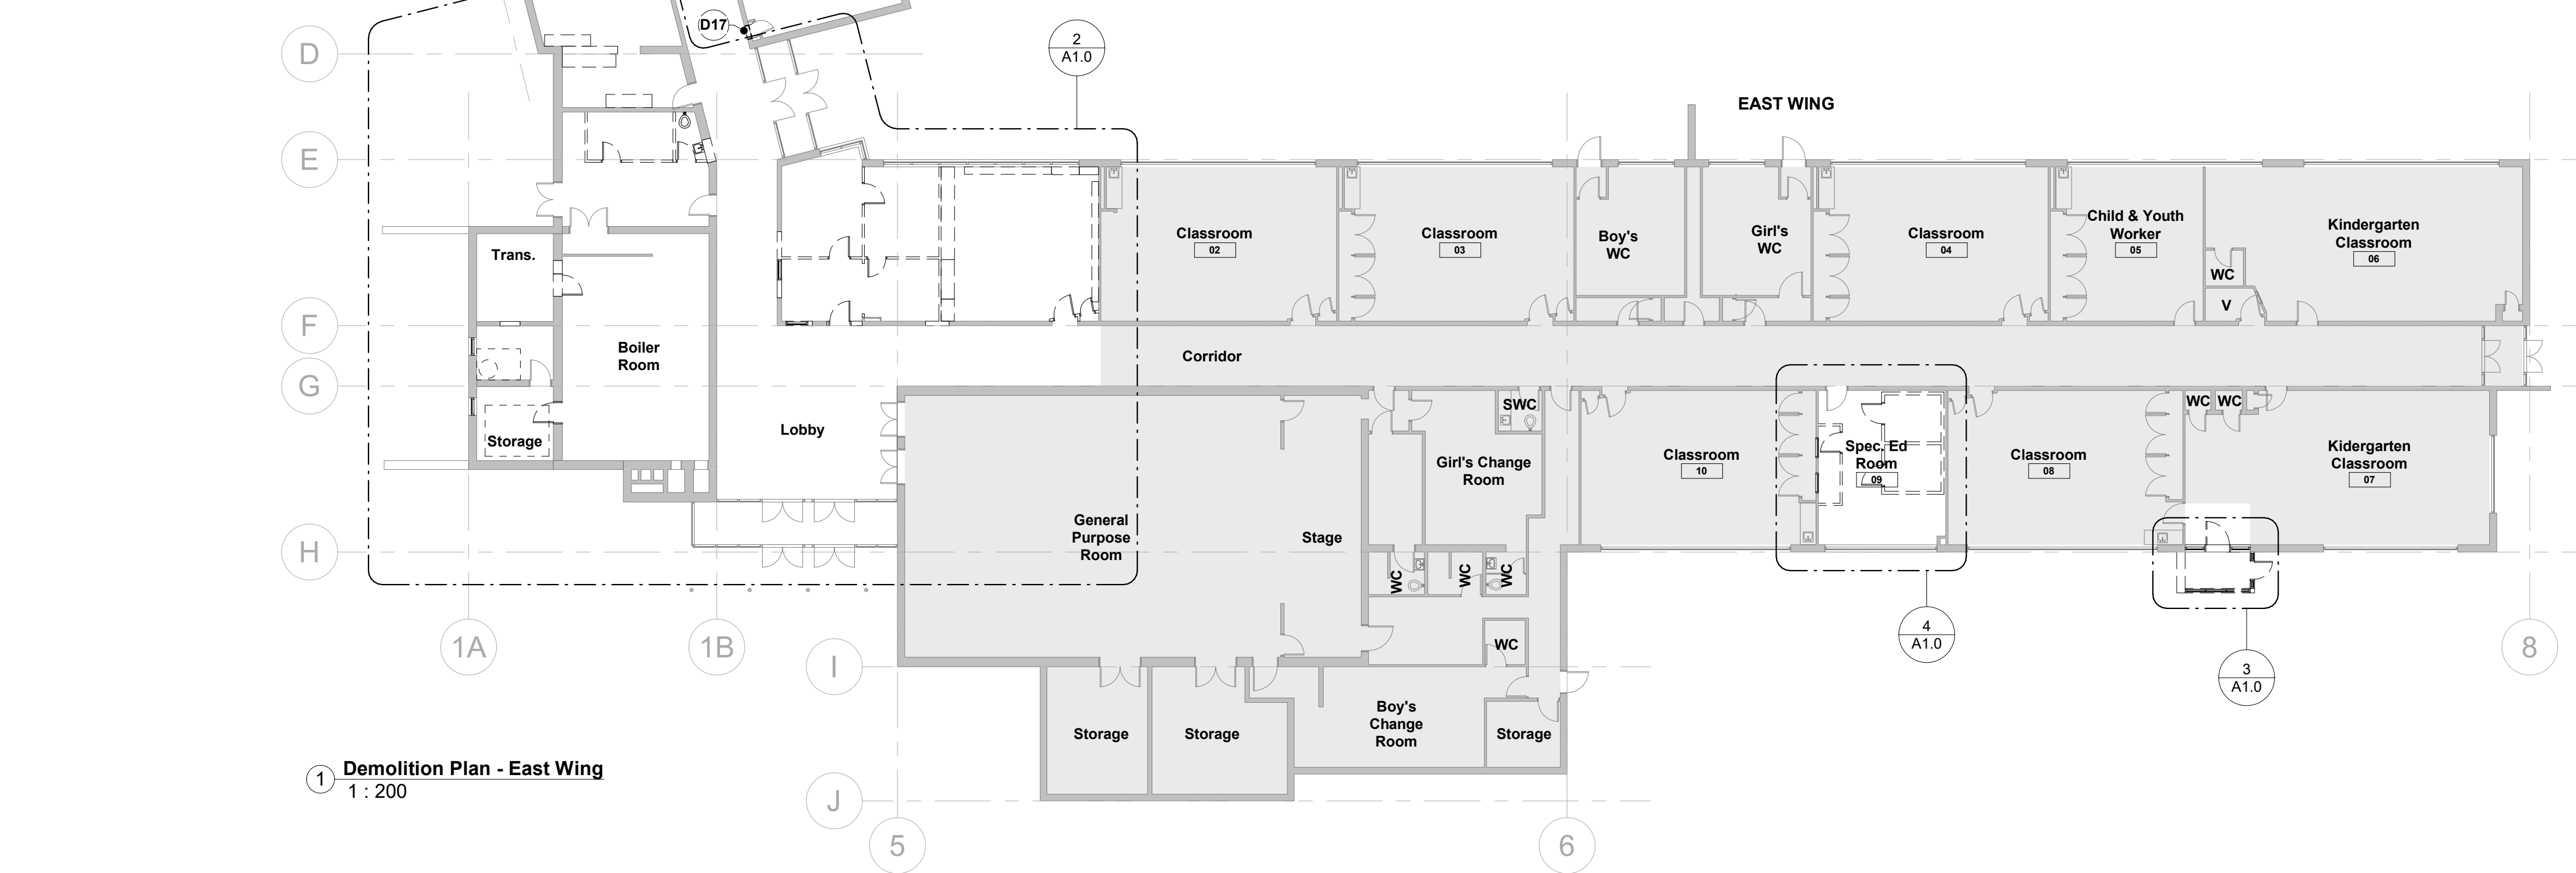 D17
2
A1.0
D
EAST WING
E
Trans.
Classroom
02
Classroom
03
Boy's
WC
Girl's
WC
Classroom
04
Child & Youth
Worker
05
WC
V
Kindergarten
Classroom
06
F
Boiler
Room
Corridor
G
Storage
Lobby
SWC
Girl's Change
Room
Classroom
10
Spec. Ed
Room
09
Classroom
08
WC
WC
Kidergarten
Classroom
07
H
General
Purpose
Room
Stage
WC
WC
WC
WC
1A
1B
I
4
A1.0
3
A1.0
8
Storage
Storage
Boy's
Change
Room
Storage
1
Demolition Plan - East Wing
1 : 200
J
5
6